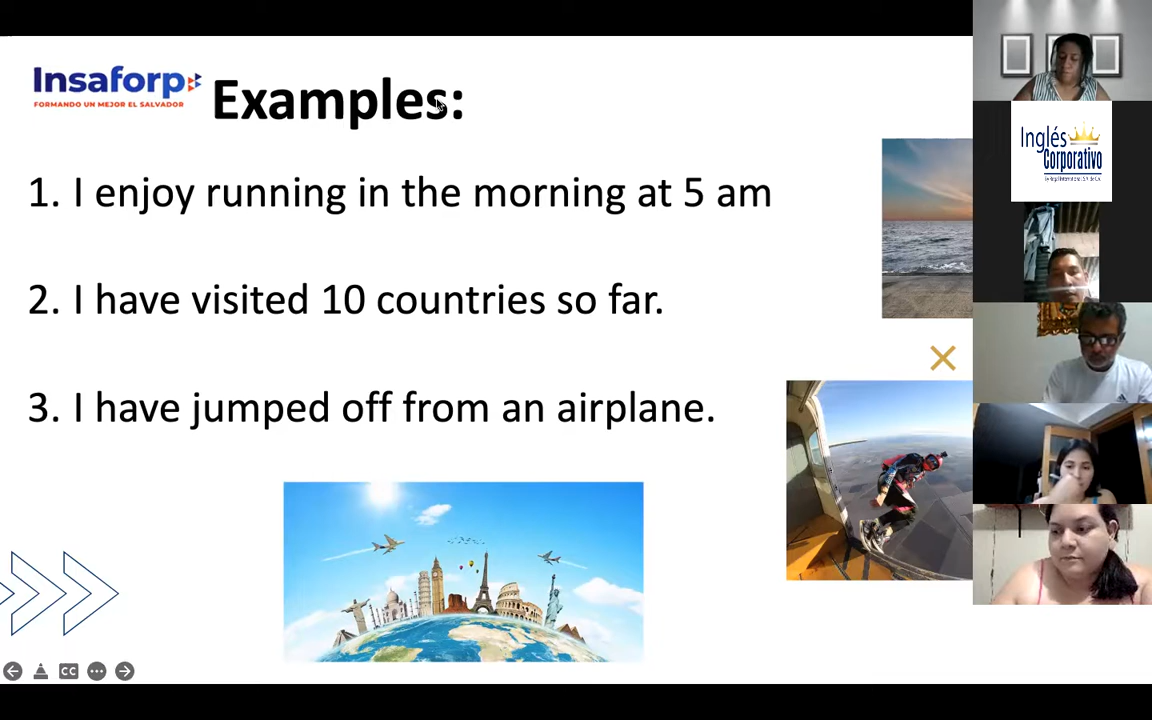 Insaforp
FORMANDO UN MEJOR EL SALVADOR
Examples:
1. I enjoy running in the morning at 5 am
2. I have visited 10 countries so far.
3. I have jumped off from an airplane.
Inglés
Corporativo
CC